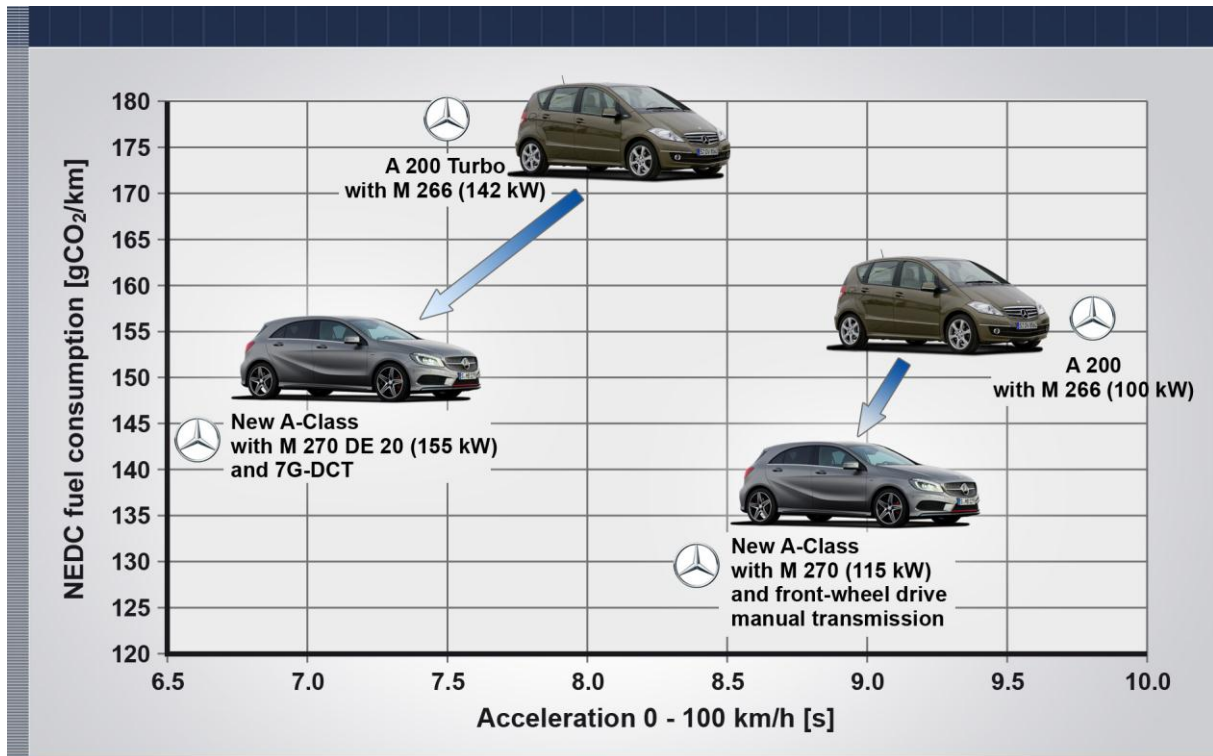 180
175
170
165
160
155
150
145
140
135
130
125
120
NEDC fuel consumption [gCO₂/km]
A 200 Turbo
with M 266 (142 kW)
A 200
with M 266 (100 kW)
New A-Class
with M 270 DE 20 (155 kW)
and 7G-DCT
New A-Class
with M 270 (115 kW)
and front-wheel drive
manual transmission
6.5 7.0 7.5 8.0 8.5 9.0 9.5 10.0
Acceleration 0 - 100 km/h [s]